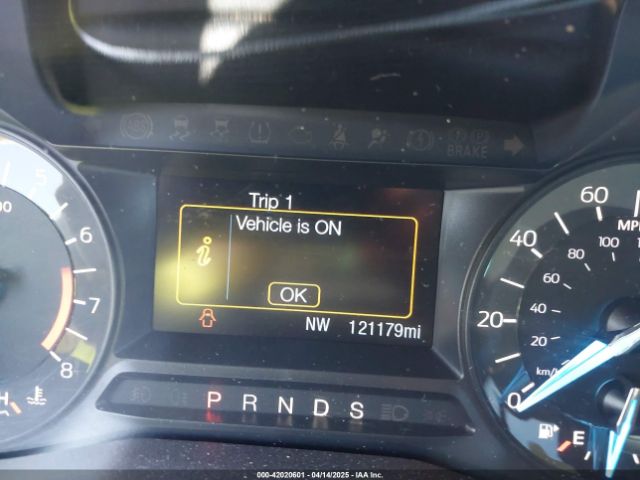 BRAKE
Trip 1
Vehicle is ON
i
OK
NW 121179mi
P R N D S
5
6
7
8
H
0
20
40
60
MPH
20
40
60
80
100
km/h
E
000-42020601 - 04/14/2025 - IAA Inc.